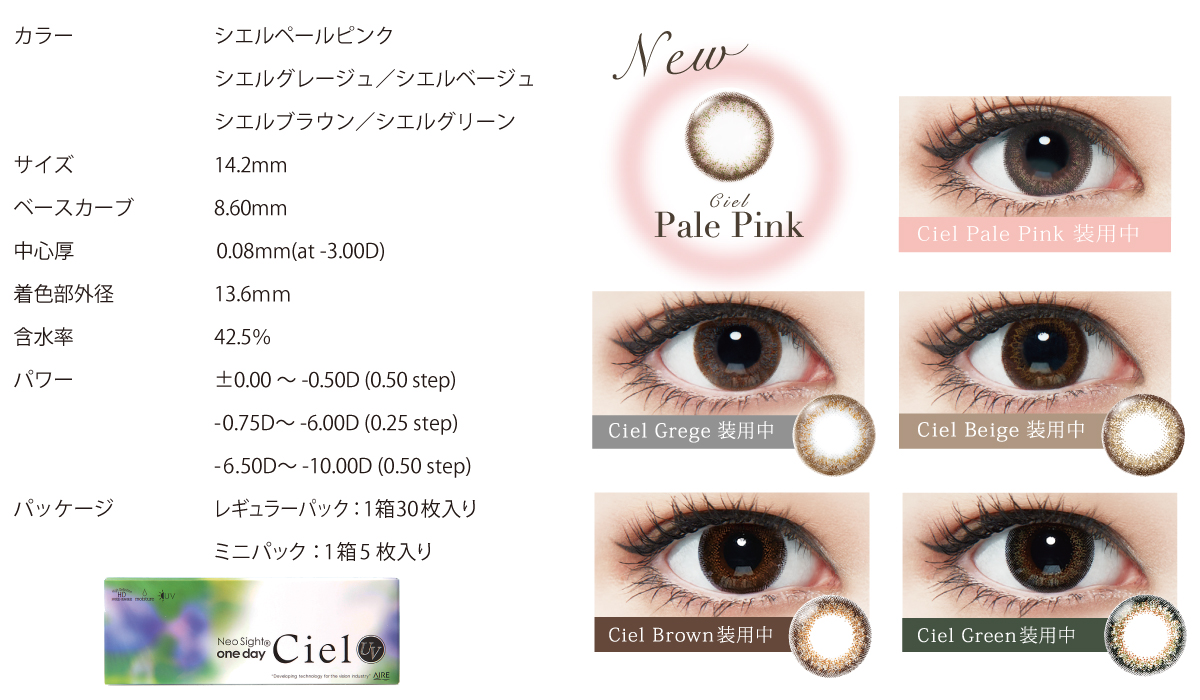 カラー シエルペールピンク
シエルグレージュ／シエルベージュ
シエルブラウン／シエルグリーン
サイズ 14.2mm
ベースカーブ 8.60mm
中心厚 0.08mm(at -3.00D)
着色部外径 13.6mm
含水率 42.5%
パワー ±0.00 〜 -0.50D (0.50 step)
-0.75D〜 -6.00D (0.25 step)
-6.50D〜 -10.00D (0.50 step)
パッケージ レギュラーパック：1箱30枚入り
ミニパック ：1箱5枚入り
HD
UV
Neo Sight®
one day Ciel UV
"Developing technology for the vision industry" AIRE
New
Ciel
Pale Pink
Ciel Pale Pink 装用中
Ciel Grege 装用中
Ciel Beige 装用中
Ciel Brown装用中
Ciel Green装用中